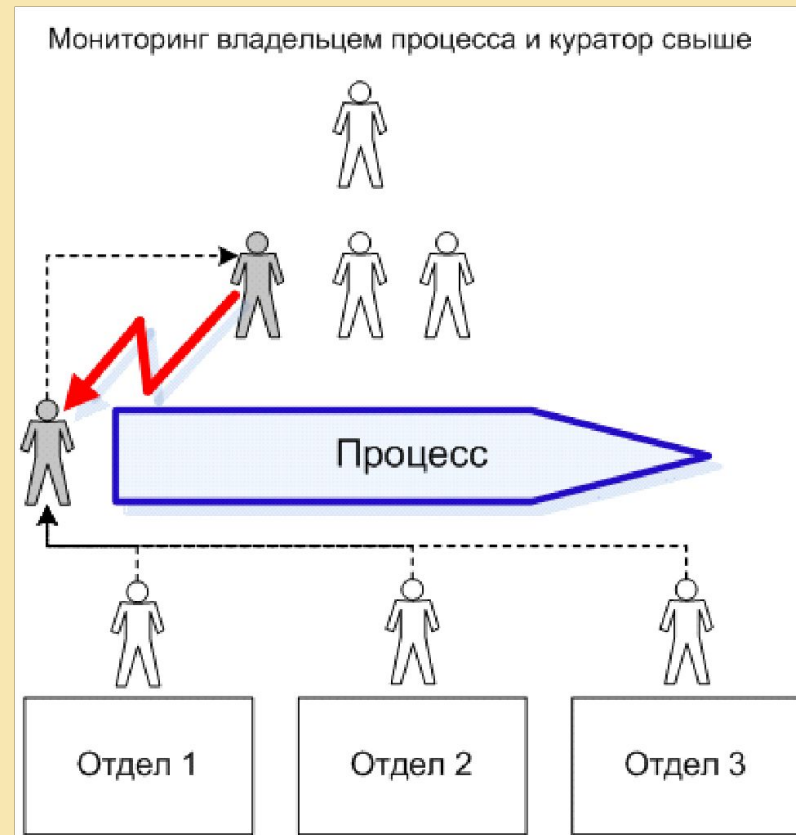 Мониторинг владельцем процесса и куратор свыше
Процесс
Отдел 1
Отдел 2
Отдел 3